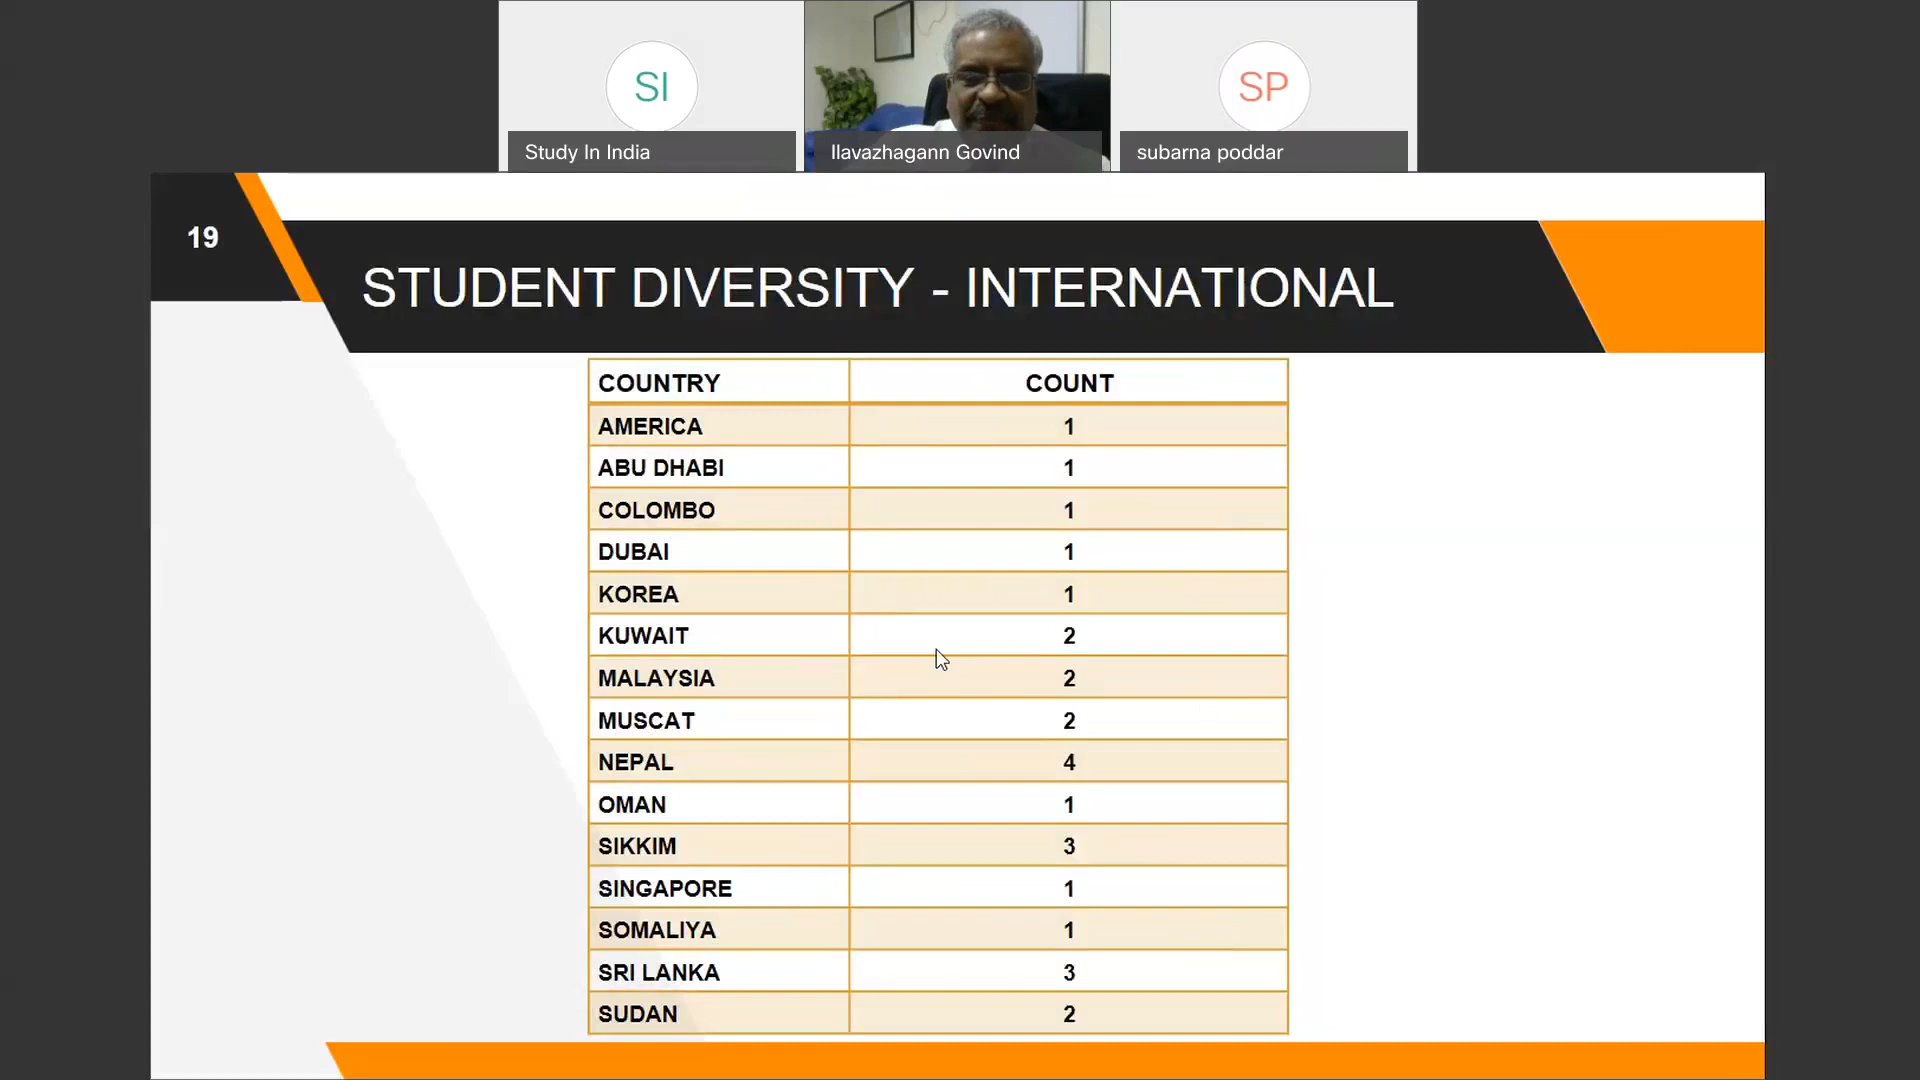 SI
SP
Study In India
Ilavazhagann Govind
subarna poddar
19
STUDENT DIVERSITY - INTERNATIONAL
COUNTRY COUNT
AMERICA 1
ABU DHABI 1
COLOMBO 1
DUBAI 1
KOREA 1
KUWAIT 2
MALAYSIA 2
MUSCAT 2
NEPAL 4
OMAN 1
SIKKIM 3
SINGAPORE 1
SOMALIYA 1
SRI LANKA 3
SUDAN 2